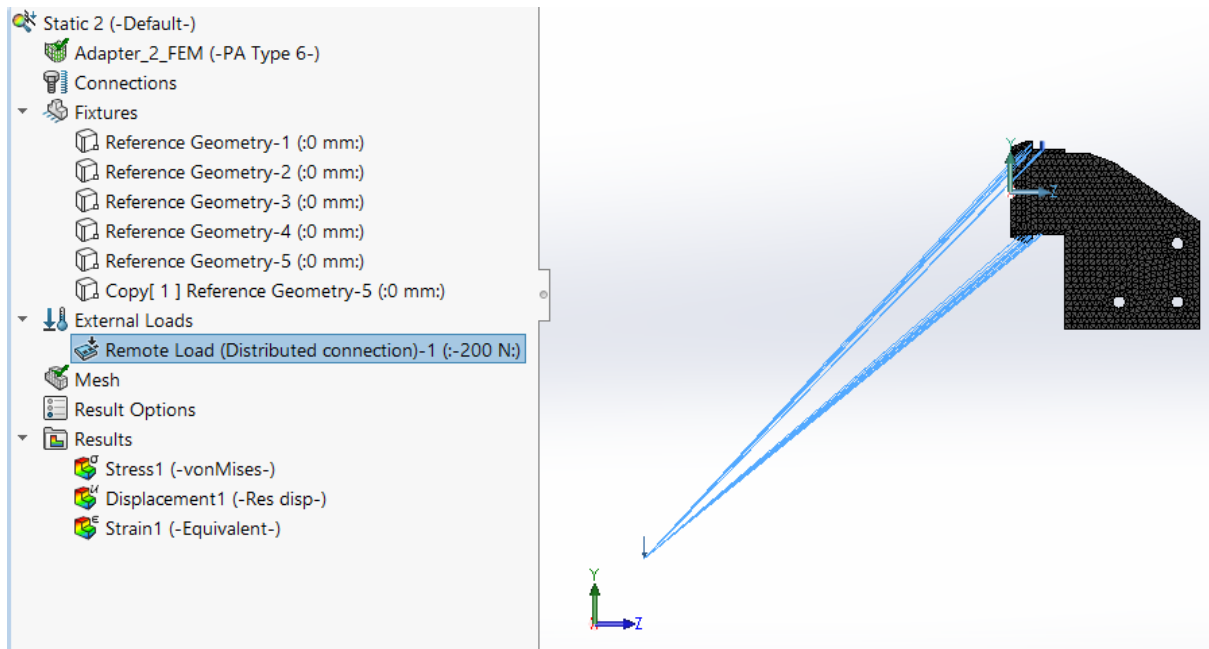 Static 2 (-Default-)
Adapter_2_FEM (-PA Type 6-)
Connections
Fixtures
Reference Geometry-1 (:0 mm:)
Reference Geometry-2 (:0 mm:)
Reference Geometry-3 (:0 mm:)
Reference Geometry-4 (:0 mm:)
Reference Geometry-5 (:0 mm:)
Copy[ 1 ] Reference Geometry-5 (:0 mm:)
External Loads
Remote Load (Distributed connection)-1 (:-200 N:)
Mesh
Result Options
Results
Stress1 (-vonMises-)
Displacement1 (-Res disp-)
Strain1 (-Equivalent-)
Y
Z
Y
Z